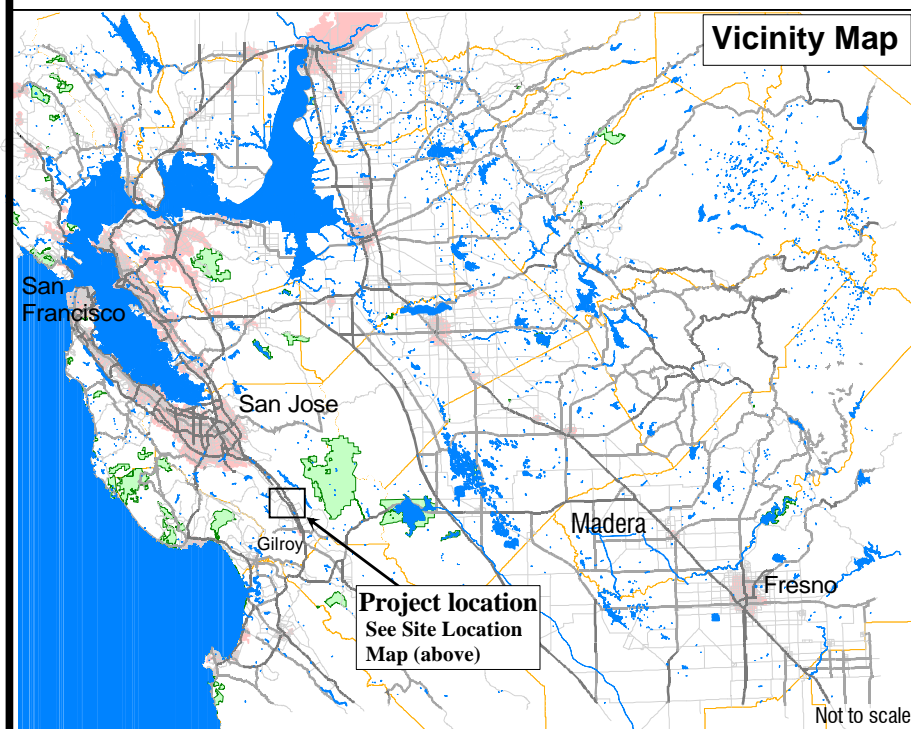 Vicinity Map
San
Francisco
San Jose
Gilroy
Madera
Fresno
Project location
See Site Location
Map (above)
Not to scale